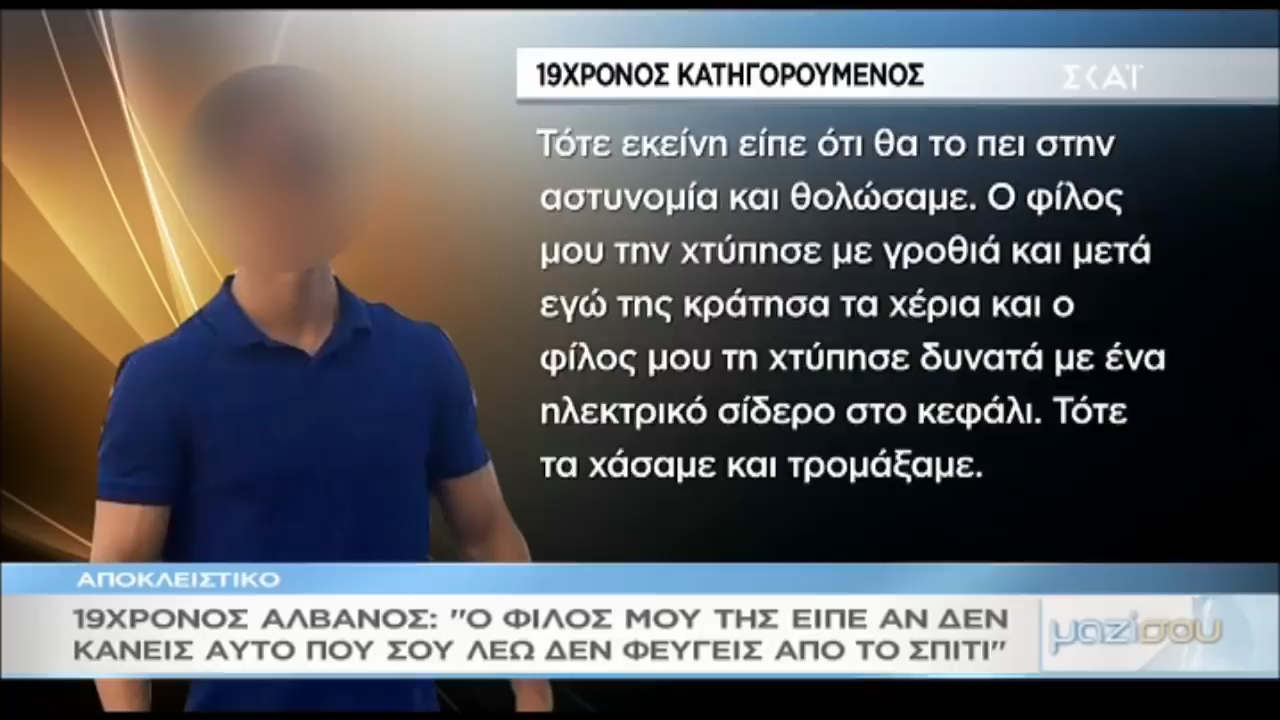 19ΧΡΟΝΟΣ ΚΑΤΗΓΟΡΟΥΜΕΝΟΣ
ΣΚΑΪ
Τότε εκείνη είπε ότι θα το πει στην
αστυνομία και θολώσαμε. Ο φίλος
μου την χτύπησε με γροθιά και μετά
εγώ της κράτησα τα χέρια και ο
φίλος μου τη χτύπησε δυνατά με ένα
ηλεκτρικό σίδερο στο κεφάλι. Τότε
τα χάσαμε και τρομάξαμε.
ΑΠΟΚΛΕΙΣΤΙΚΟ
19ΧΡΟΝΟΣ ΑΛΒΑΝΟΣ: "Ο ΦΙΛΟΣ ΜΟΥ ΤΗΣ ΕΙΠΕ ΑΝ ΔΕΝ
ΚΑΝΕΙΣ ΑΥΤΟ ΠΟΥ ΣΟΥ ΛΕΩ ΔΕΝ ΦΕΥΓΕΙΣ ΑΠΟ ΤΟ ΣΠΙΤΙ"
μαζίσου